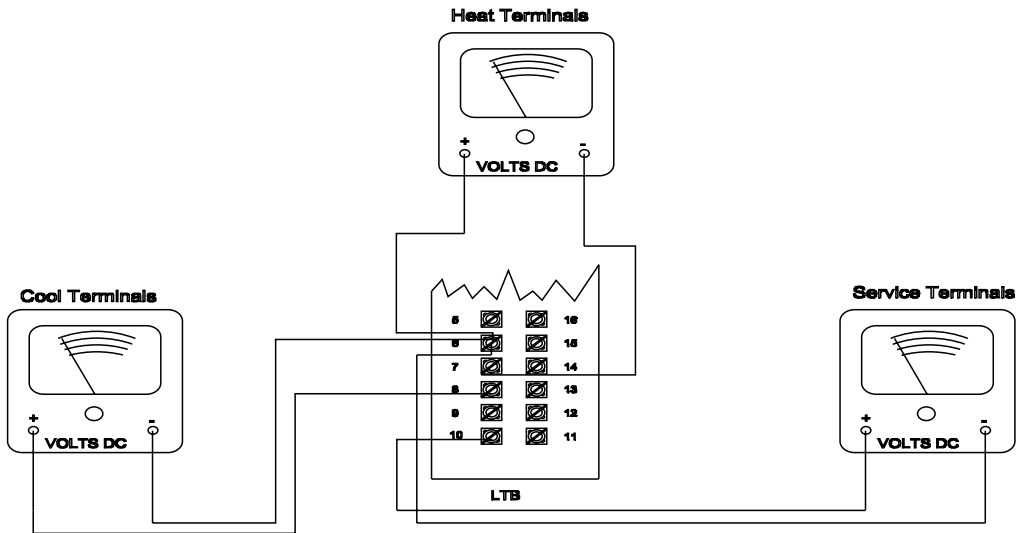 Heat Terminals
+ -
VOLTS DC
Cool Terminals
+ -
VOLTS DC
Service Terminals
+ -
VOLTS DC
5 16
6 15
7 14
8 13
9 12
10 11
LTB